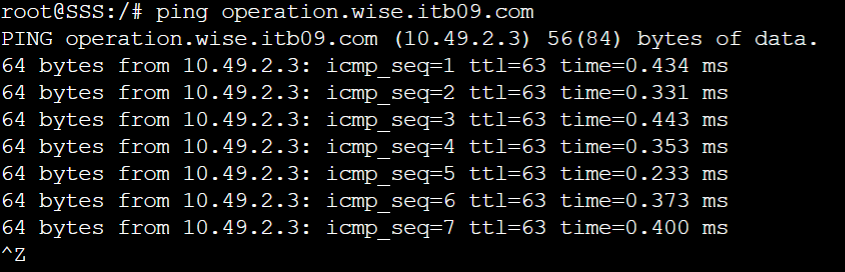 root@SSS:/# ping operation.wise.itb09.com
PING operation.wise.itb09.com (10.49.2.3) 56(84) bytes of data.
64 bytes from 10.49.2.3: icmp_seq=1 ttl=63 time=0.434 ms
64 bytes from 10.49.2.3: icmp_seq=2 ttl=63 time=0.331 ms
64 bytes from 10.49.2.3: icmp_seq=3 ttl=63 time=0.443 ms
64 bytes from 10.49.2.3: icmp_seq=4 ttl=63 time=0.353 ms
64 bytes from 10.49.2.3: icmp_seq=5 ttl=63 time=0.233 ms
64 bytes from 10.49.2.3: icmp_seq=6 ttl=63 time=0.373 ms
64 bytes from 10.49.2.3: icmp_seq=7 ttl=63 time=0.400 ms
^Z